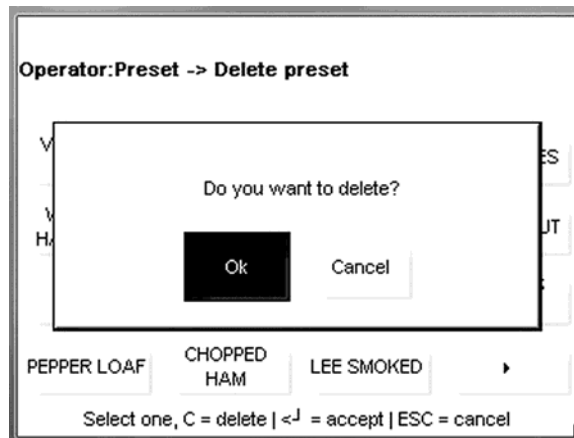 Operator:Preset -> Delete preset
Do you want to delete?
Ok Cancel
PEPPER LOAF CHOPPED HAM LEE SMOKED
Select one, C = delete | <┘ = accept | ESC = cancel